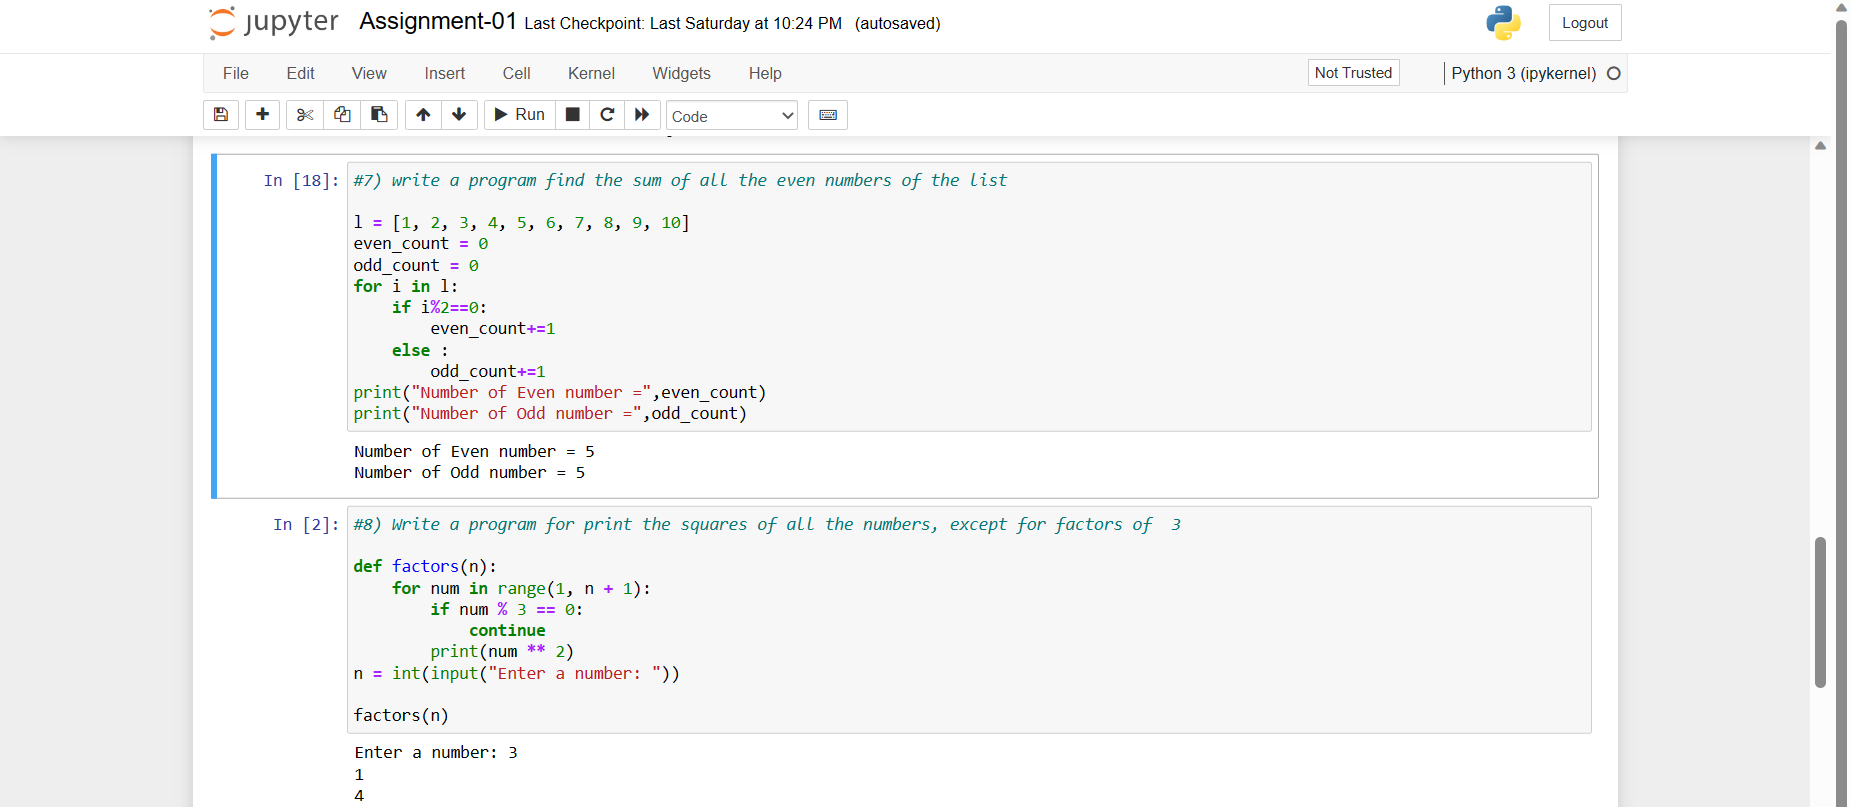 jupyter Assignment-01 Last Checkpoint: Last Saturday at 10:24 PM (autosaved)
Logout
File Edit View Insert Cell Kernel Widgets Help
Not Trusted
Python 3 (ipykernel)
Run
Code
In [18]:
#7) write a program find the sum of all the even numbers of the list
l = [1, 2, 3, 4, 5, 6, 7, 8, 9, 10]
even_count = 0
odd_count = 0
for i in l:
    if i%2==0:
        even_count+=1
    else :
        odd_count+=1
print("Number of Even number =",even_count)
print("Number of Odd number =",odd_count)
Number of Even number = 5
Number of Odd number = 5
In [2]:
#8) Write a program for print the squares of all the numbers, except for factors of  3
def factors(n):
    for num in range(1, n + 1):
        if num % 3 == 0:
            continue
        print(num ** 2)
n = int(input("Enter a number: "))
factors(n)
Enter a number: 3
1
4